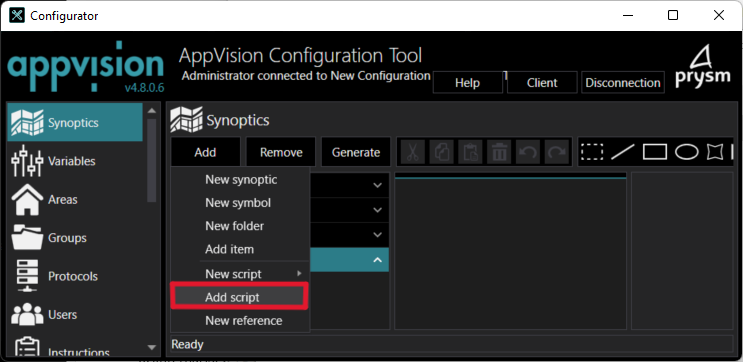 Configurator
appvision
v4.8.0.6
AppVision Configuration Tool
Administrator connected to New Configuration
Help
Client
Disconnection
prysm
Synoptics
Variables
Areas
Groups
Protocols
Users
Instructions
Synoptics
Add
Remove
Generate
New synoptic
New symbol
New folder
Add item
New script
Add script
New reference
Ready